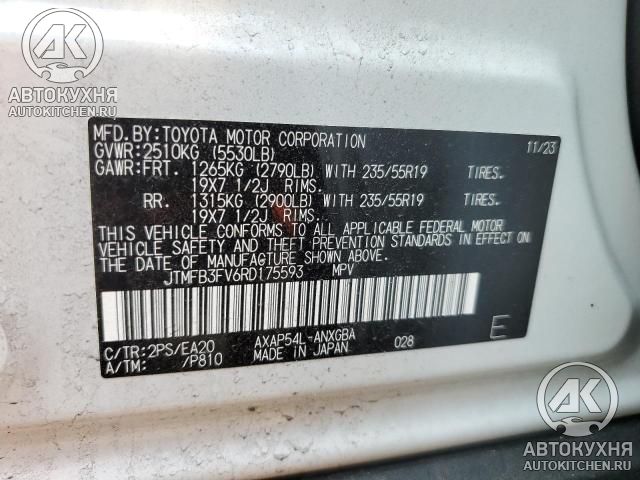 AK
АВТОКУХНЯ
AUTOKITCHEN.RU
MFD.BY:TOYOTA MOTOR CORPORATION 11/23
GVWR:2510KG (5530LB)
GAWR:FRT. 1265KG (2790LB) WITH 235/55R19 TIRES.
19X7 1/2J RIMS.
RR. 1315KG (2900LB) WITH 235/55R19 TIRES.
19X7 1/2J RIMS.
THIS VEHICLE CONFORMS TO ALL APPLICABLE FEDERAL MOTOR
VEHICLE SAFETY AND THEFT PREVENTION STANDARDS IN EFFECT ON
THE DATE OF MANUFACTURE SHOWN ABOVE.
JTMFB3FV6RD175593 MPV
C/TR:2PS/EA20 AXAP54L-ANXGBA 028 E
A/TM: /P810 MADE IN JAPAN
AK
АВТОКУХНЯ
AUTOKITCHEN.RU